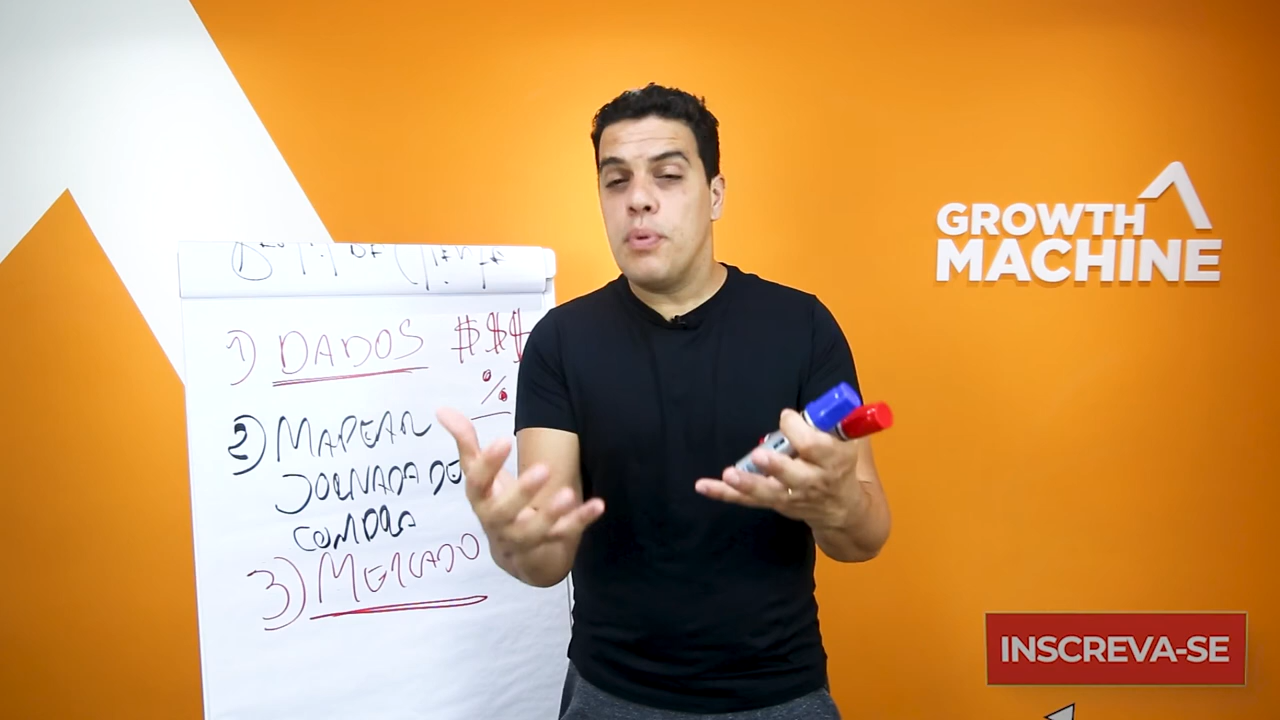 1) DADOS $$$
%
2) MAPEAR
JORNADA DE
COMPRA
3) MERCADO
GROWTH
MACHINE
INSCREVA-SE